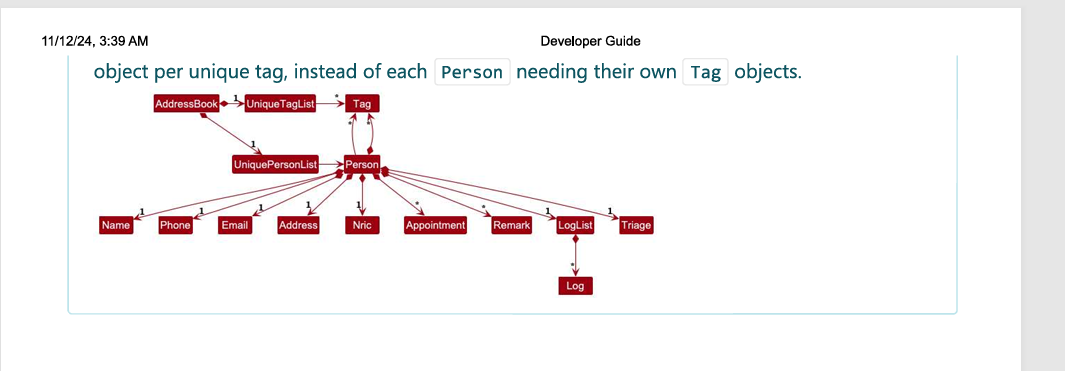 11/12/24, 3:39 AM Developer Guide
object per unique tag, instead of each Person needing their own Tag objects.
AddressBook 1 UniqueTagList * Tag
* *
1
UniquePersonList Person
1 1 1 1 1 * * 1 1
Name Phone Email Address Nric Appointment Remark LogList Triage
*
Log